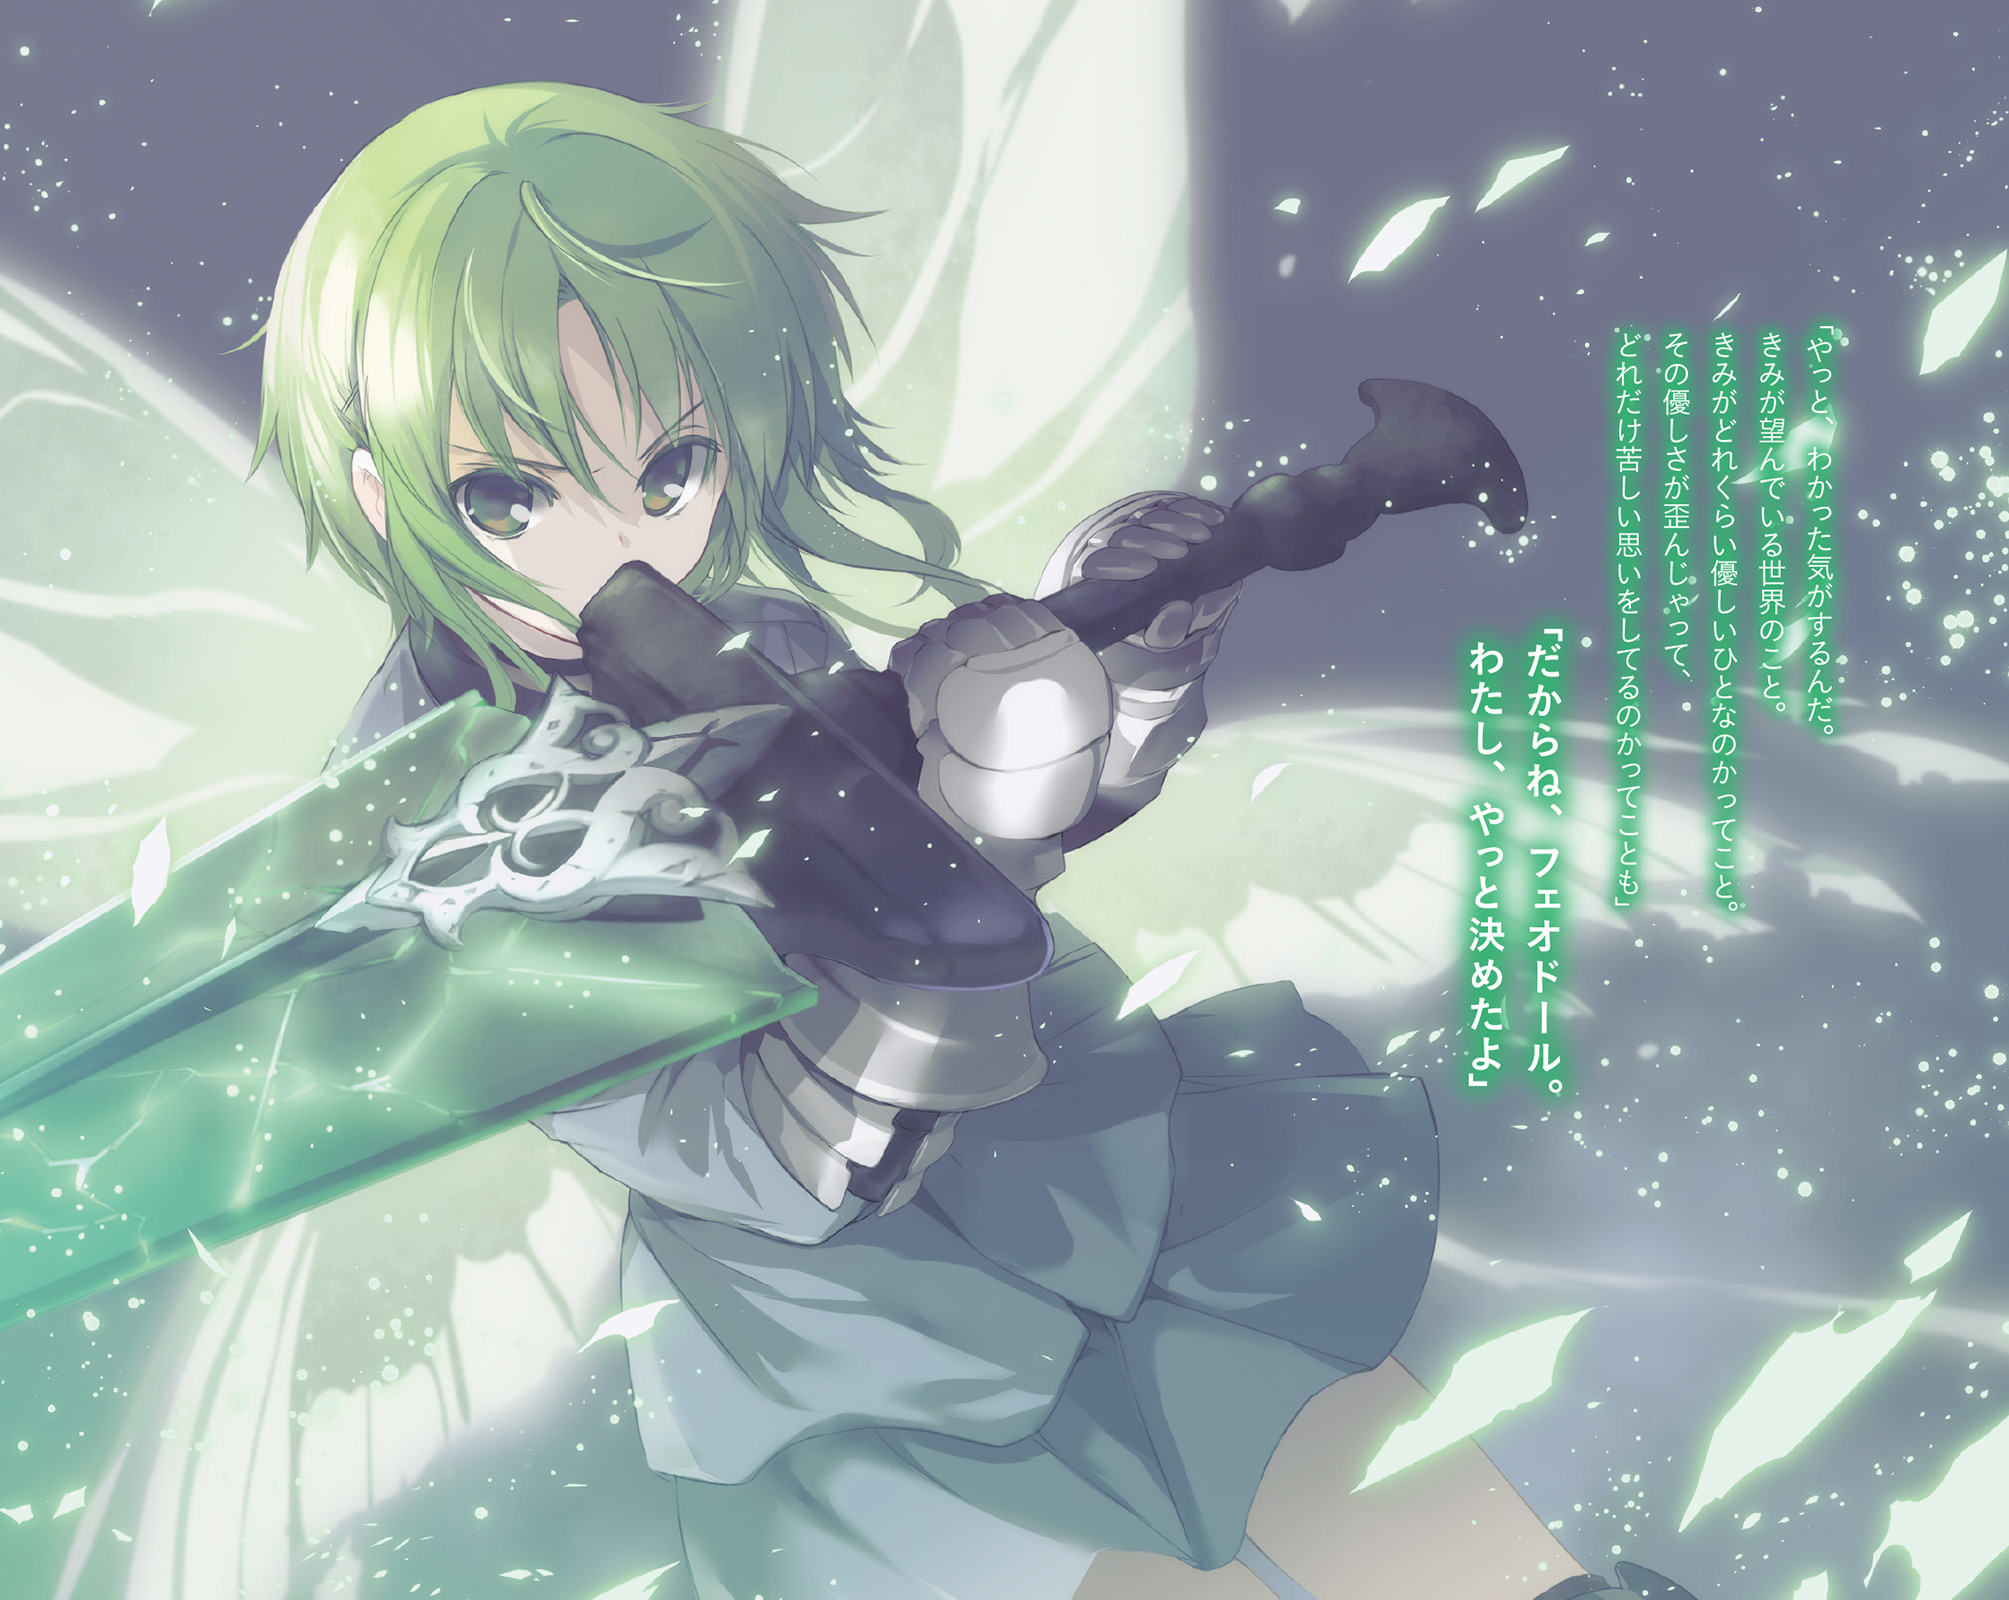 「やっと、わかった気がするんだ。
きみが望んでいる世界のこと。
きみがどれくらい優しいひとなのかってこと。
その優しさが歪んじゃって、
どれだけ苦しい思いをしてるのかってことも」
「だからね、フェオドール。
わたし、やっと決めたよ」